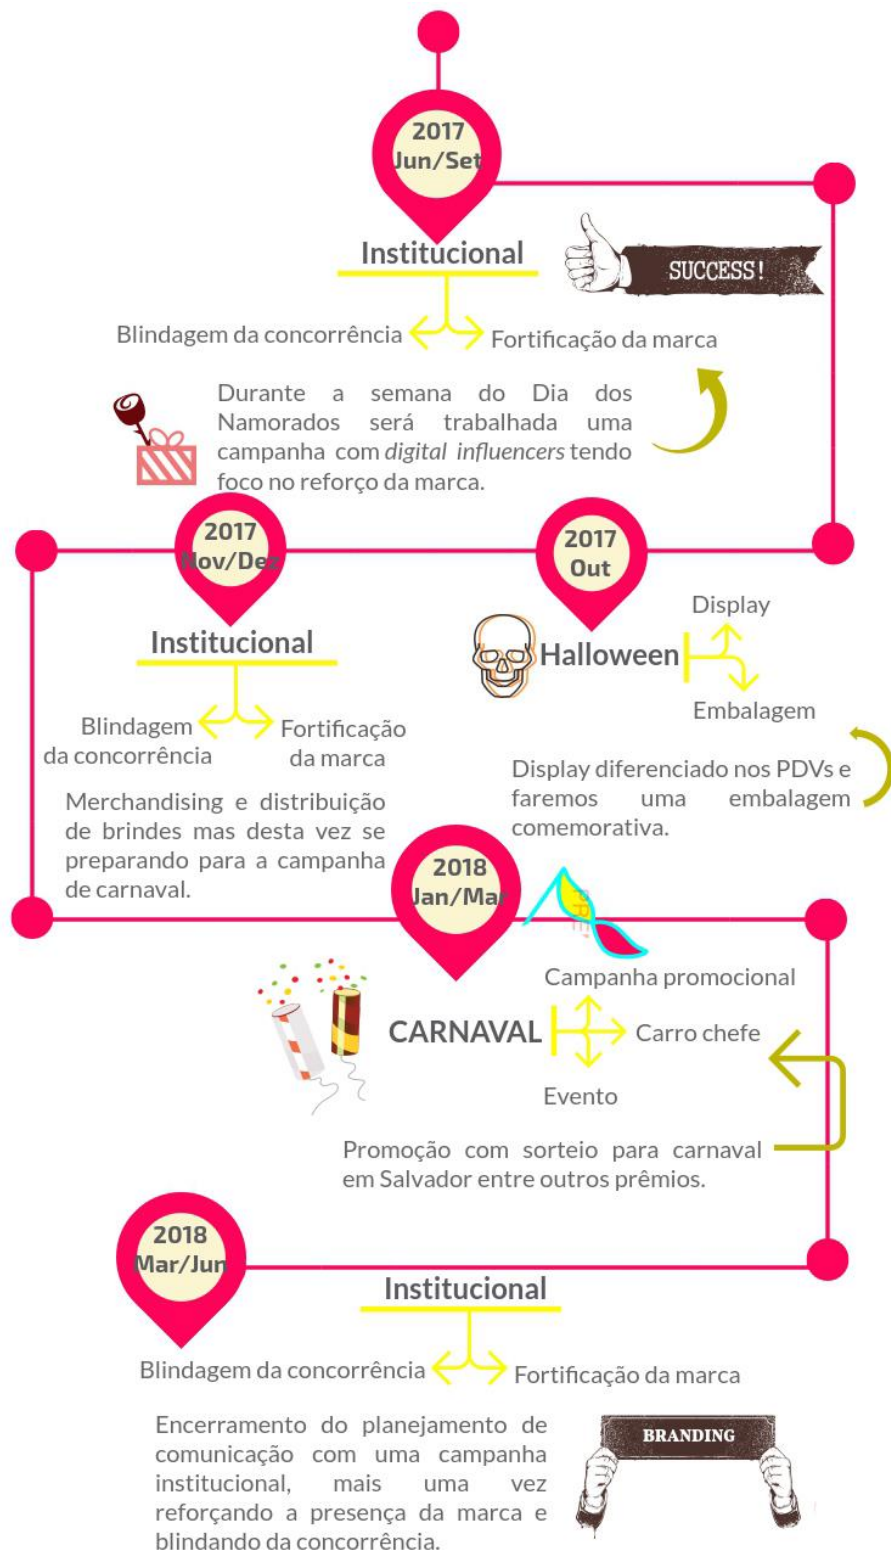 2017
Jun/Set
Institucional
SUCCESS!
Blindagem da concorrência
Fortificação da marca
Durante a semana do Dia dos
Namorados será trabalhada uma
campanha com digital influencers tendo
foco no reforço da marca.
2017
Out
Halloween
Display
Embalagem
Display diferenciado nos PDVs e
faremos uma embalagem
comemorativa.
2017
Nov/Dez
Institucional
Blindagem
da concorrência
Fortificação
da marca
Merchandising e distribuição
de brindes mas desta vez se
preparando para a campanha
de carnaval.
2018
Jan/Mar
PRÉ
CARNAVAL
Campanha promocional
Carro chefe
Evento
Promoção com sorteio para carnaval
em Salvador entre outros prêmios.
2018
Mar/Jun
Institucional
Blindagem da concorrência
Fortificação da marca
Encerramento do planejamento de
comunicação com uma campanha
institucional, mais uma vez
reforçando a presença da marca e
blindando da concorrência.
BRANDING